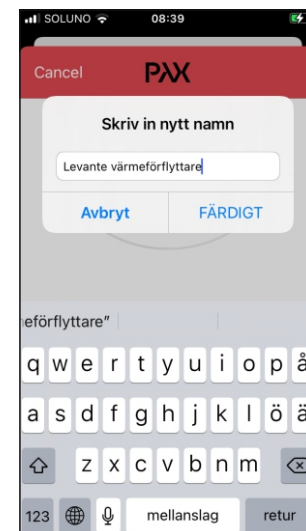 SOLUNO 08:39
Cancel PAX
Skriv in nytt namn
Levante värmeförflyttare
Avbryt FÄRDIGT
eförflyttare"
q w e r t y u i o p å
a s d f g h j k l ö ä
z x c v b n m
123 mellanslag retur